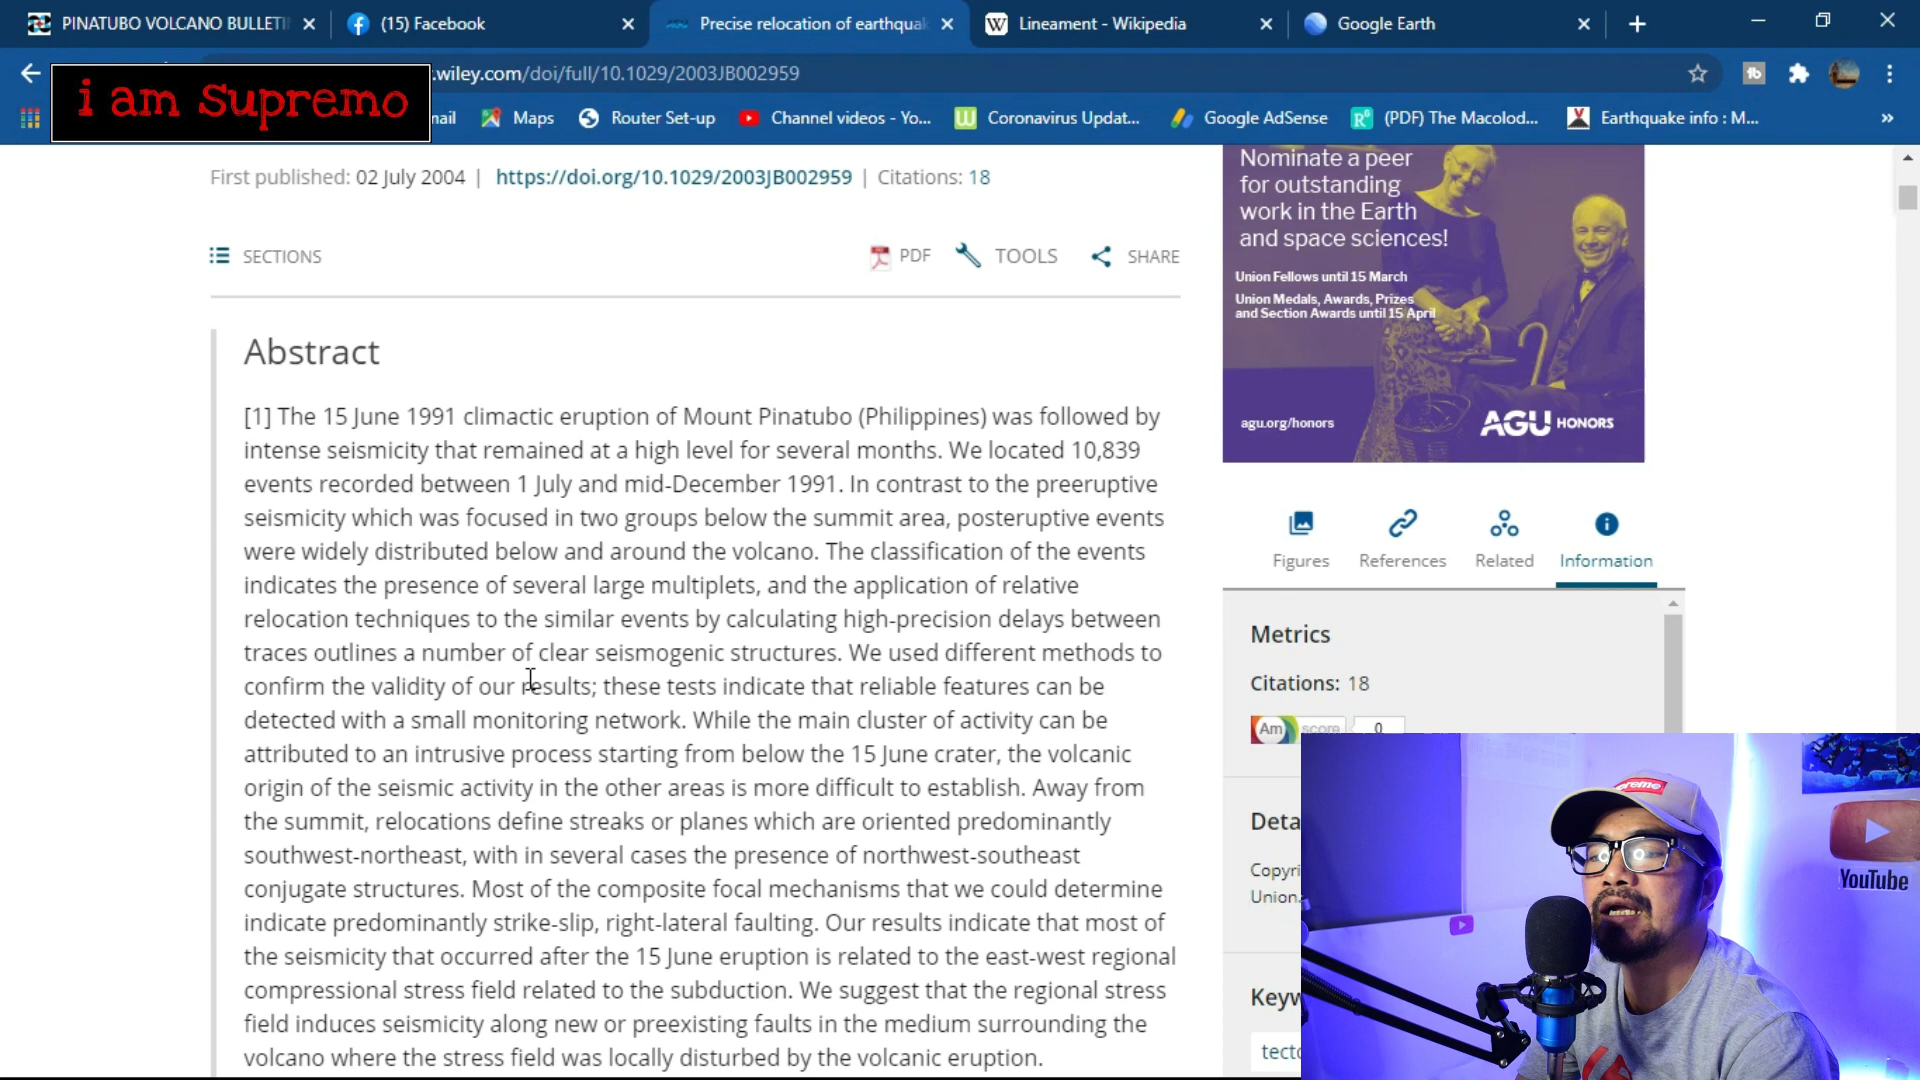 PINATUBO VOLCANO BULLETI
(15) Facebook
Precise relocation of earthqua
Lineament - Wikipedia
Google Earth
i am supremo
.wiley.com/doi/full/10.1029/2003JB002959
nail
Maps
Router Set-up
Channel videos - Yo...
Coronavirus Updat...
Google AdSense
(PDF) The Macolod...
Earthquake info : M...
»
First published: 02 July 2004 | https://doi.org/10.1029/2003JB002959 | Citations: 18
SECTIONS
PDF
TOOLS
SHARE
Abstract
[1] The 15 June 1991 climactic eruption of Mount Pinatubo (Philippines) was followed by
intense seismicity that remained at a high level for several months. We located 10,839
events recorded between 1 July and mid-December 1991. In contrast to the preeruptive
seismicity which was focused in two groups below the summit area, posteruptive events
were widely distributed below and around the volcano. The classification of the events
indicates the presence of several large multiplets, and the application of relative
relocation techniques to the similar events by calculating high-precision delays between
traces outlines a number of clear seismogenic structures. We used different methods to
confirm the validity of our results; these tests indicate that reliable features can be
detected with a small monitoring network. While the main cluster of activity can be
attributed to an intrusive process starting from below the 15 June crater, the volcanic
origin of the seismic activity in the other areas is more difficult to establish. Away from
the summit, relocations define streaks or planes which are oriented predominantly
southwest-northeast, with in several cases the presence of northwest-southeast
conjugate structures. Most of the composite focal mechanisms that we could determine
indicate predominantly strike-slip, right-lateral faulting. Our results indicate that most of
the seismicity that occurred after the 15 June eruption is related to the east-west regional
compressional stress field related to the subduction. We suggest that the regional stress
field induces seismicity along new or preexisting faults in the medium surrounding the
volcano where the stress field was locally disturbed by the volcanic eruption.
Nominate a peer
for outstanding
work in the Earth
and space sciences!
Union Fellows until 15 March
Union Medals, Awards, Prizes
and Section Awards until 15 April
agu.org/honors
AGU HONORS
Figures
References
Related
Information
Metrics
Citations: 18
Am score 0
Deta
Copyri
Union.
Keyw
tecto
YouTube